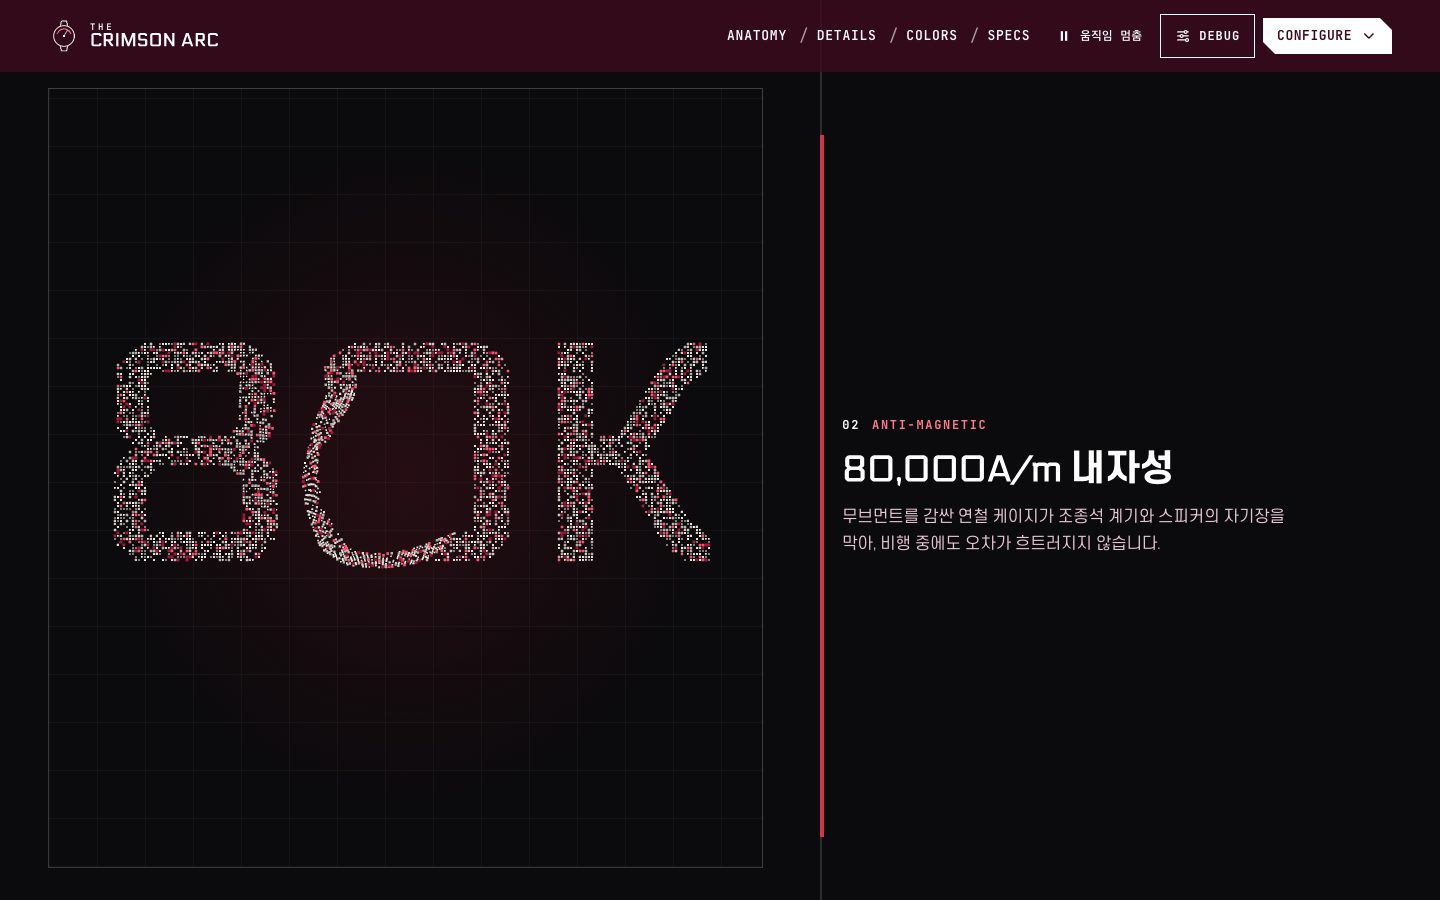 THE
CRIMSON ARC
ANATOMY / DETAILS / COLORS / SPECS
움직임 멈춤
DEBUG
CONFIGURE
80K
02 ANTI-MAGNETIC
80,000A/m 내자성
무브먼트를 감싼 연철 케이지가 조종석 계기와 스피커의 자기장을
막아, 비행 중에도 오차가 흐트러지지 않습니다.